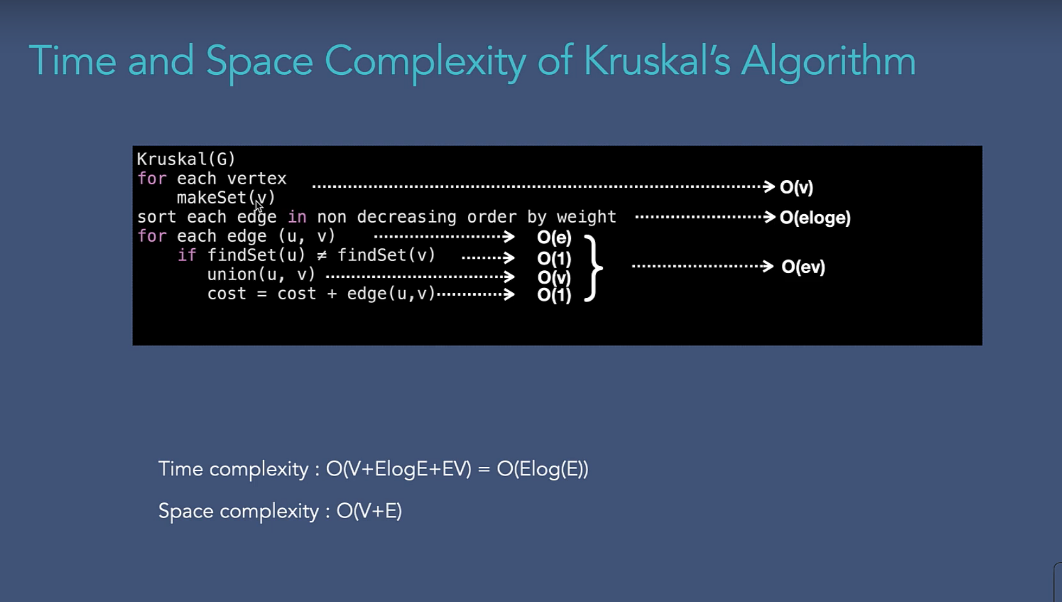 Time and Space Complexity of Kruskal's Algorithm
Kruskal(G)
for each vertex
O(v)
makeSet(v)
sort each edge in non decreasing order by weight
O(eloge)
for each edge (u, v)
O(e)
if findSet(u) ≠ findSet(v)
O(1)
O(ev)
union(u, v)
O(v)
cost = cost + edge(u,v)
O(1)
Time complexity : O(V+ElogE+EV) = O(Elog(E))
Space complexity : O(V+E)